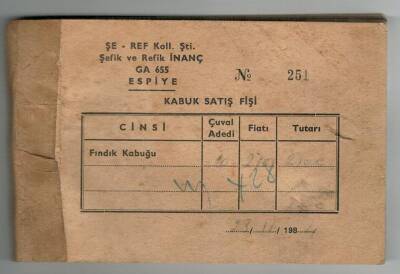 ŞE - REF Koll. Şti.
Şefik ve Refik İNANÇ
GA 655
ESPİYE
№ 251
KABUK SATIŞ FİŞİ
CİNSİ Çuval Adedi Fiatı Tutarı
Fındık Kabuğu
....../....../ 198......